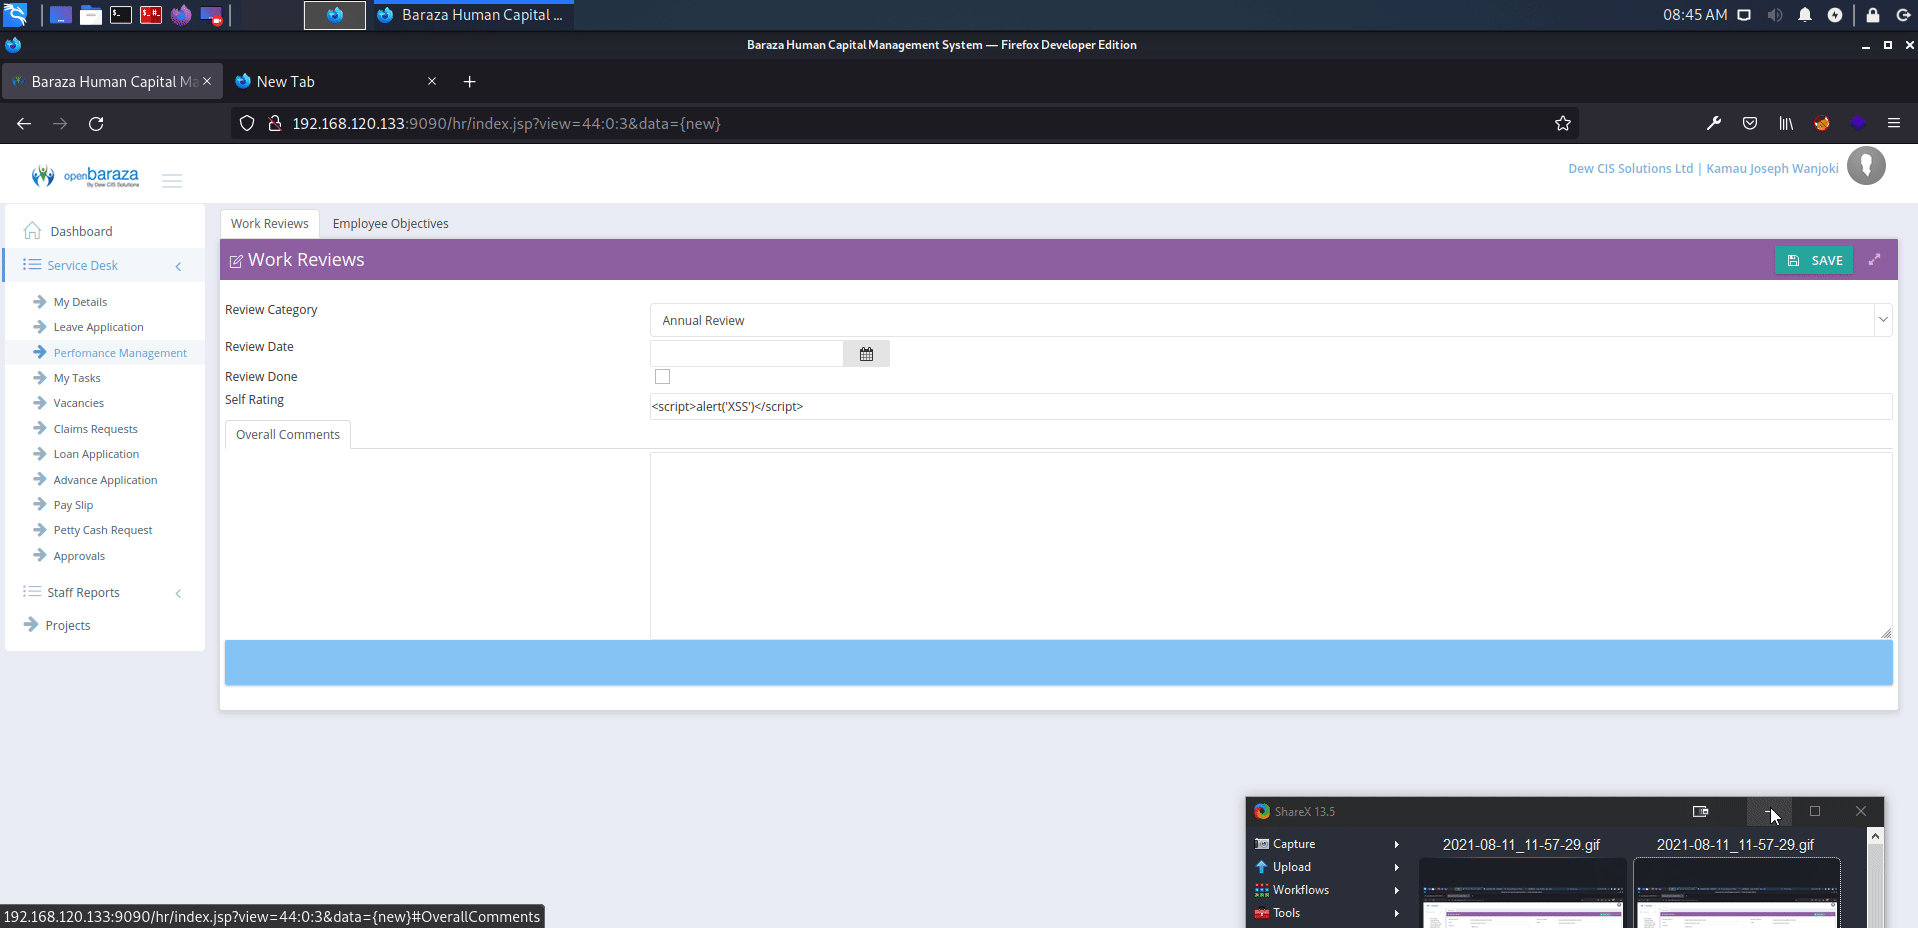 Baraza Human Capital ...
08:45 AM
Baraza Human Capital Management System — Firefox Developer Edition
Baraza Human Capital Ma
New Tab
192.168.120.133:9090/hr/index.jsp?view=44:0:3&data={new}
openbaraza
By Dew CIS Solutions
Dew CIS Solutions Ltd | Kamau Joseph Wanjoki
Dashboard
Service Desk
My Details
Leave Application
Perfomance Management
My Tasks
Vacancies
Claims Requests
Loan Application
Advance Application
Pay Slip
Petty Cash Request
Approvals
Staff Reports
Projects
Work Reviews
Employee Objectives
Work Reviews
SAVE
Review Category
Annual Review
Review Date
Review Done
Self Rating
<script>alert('XSS')</script>
Overall Comments
ShareX 13.5
Capture
Upload
Workflows
Tools
2021-08-11_11-57-29.gif
2021-08-11_11-57-29.gif
192.168.120.133:9090/hr/index.jsp?view=44:0:3&data={new}#OverallComments